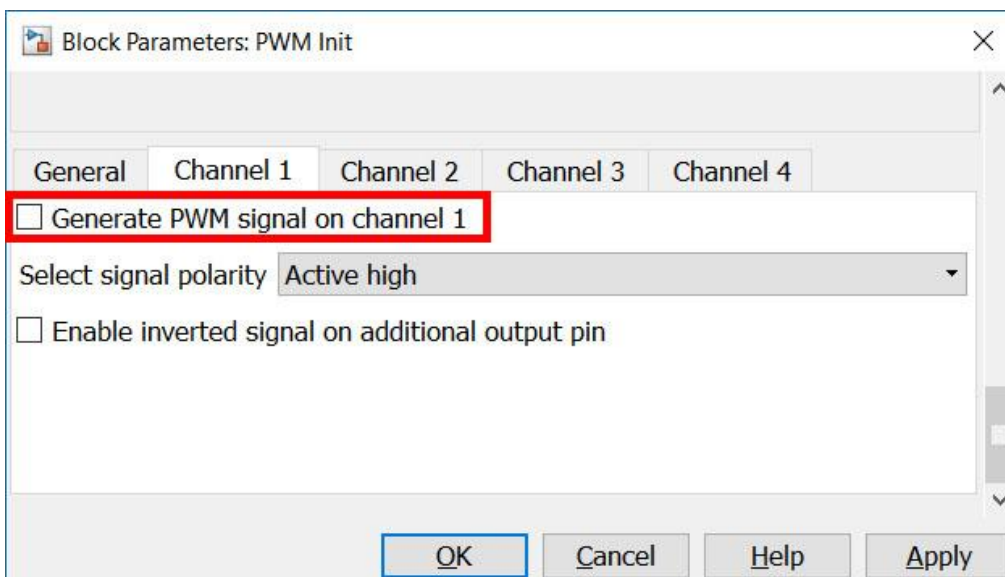 Block Parameters: PWM Init
General Channel 1 Channel 2 Channel 3 Channel 4
Generate PWM signal on channel 1
Select signal polarity Active high
Enable inverted signal on additional output pin
OK Cancel Help Apply